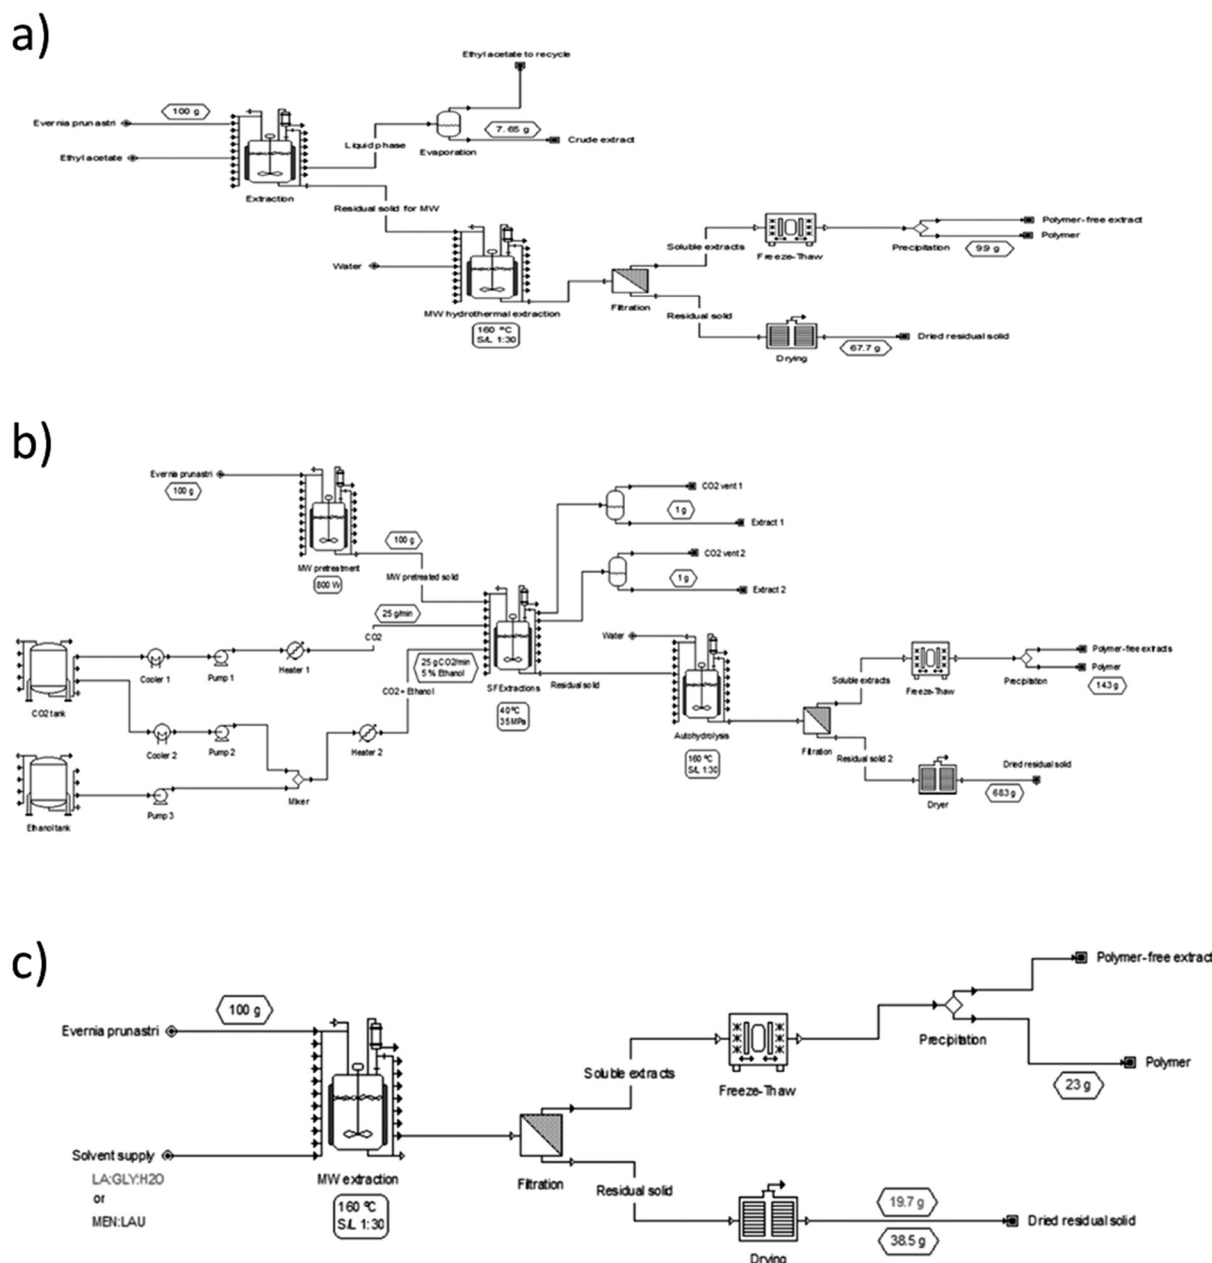 a)
Ethyl acetate to recycle
100 g
Evernia prunastri
7.65 g
Liquid phase
Crude extract
Ethyl acetate
Evaporation
Extraction
Residual solid for MW
Polymer-free extract
Soluble extracts
Polymer
Precipitation
9.9 g
Freeze-Thaw
Water
Filtration
MW hydrothermal extraction
Residual solid
160 ºC
S/L 1:30
Dried residual solid
67.7 g
Drying
b)
Evernia prunastri
100 g
CO2 vent 1
1 g
Extract 1
100 g
CO2 vent 2
MW pretreatment
MW pretreated solid
800 W
1 g
Extract 2
25 g/min
Water
CO2
Cooler 1
Pump 1
Heater 1
25 gCO2/min
5 % Ethanol
CO2 + Ethanol
SF Extractions
Residual solid
Soluble extracts
Freeze-Thaw
Polymer-free extracts
Polymer
Precipitation
14.3 g
CO2 tank
40ºC
35 MPa
Cooler 2
Pump 2
Heater 2
Autohydrolysis
Filtration
160 ºC
S/L 1:30
Residual solid 2
Dried residual solid
68.3 g
Mixer
Pump 3
Ethanol tank
Dryer
c)
Polymer-free extract
100 g
Evernia prunastri
Precipitation
Soluble extracts
Polymer
Freeze-Thaw
23 g
Solvent supply
LA:GLY:H2O
or
MEN:LAU
MW extraction
160 ºC
S/L 1:30
Filtration
Residual solid
19.7 g
Dried residual solid
38.5 g
Drying